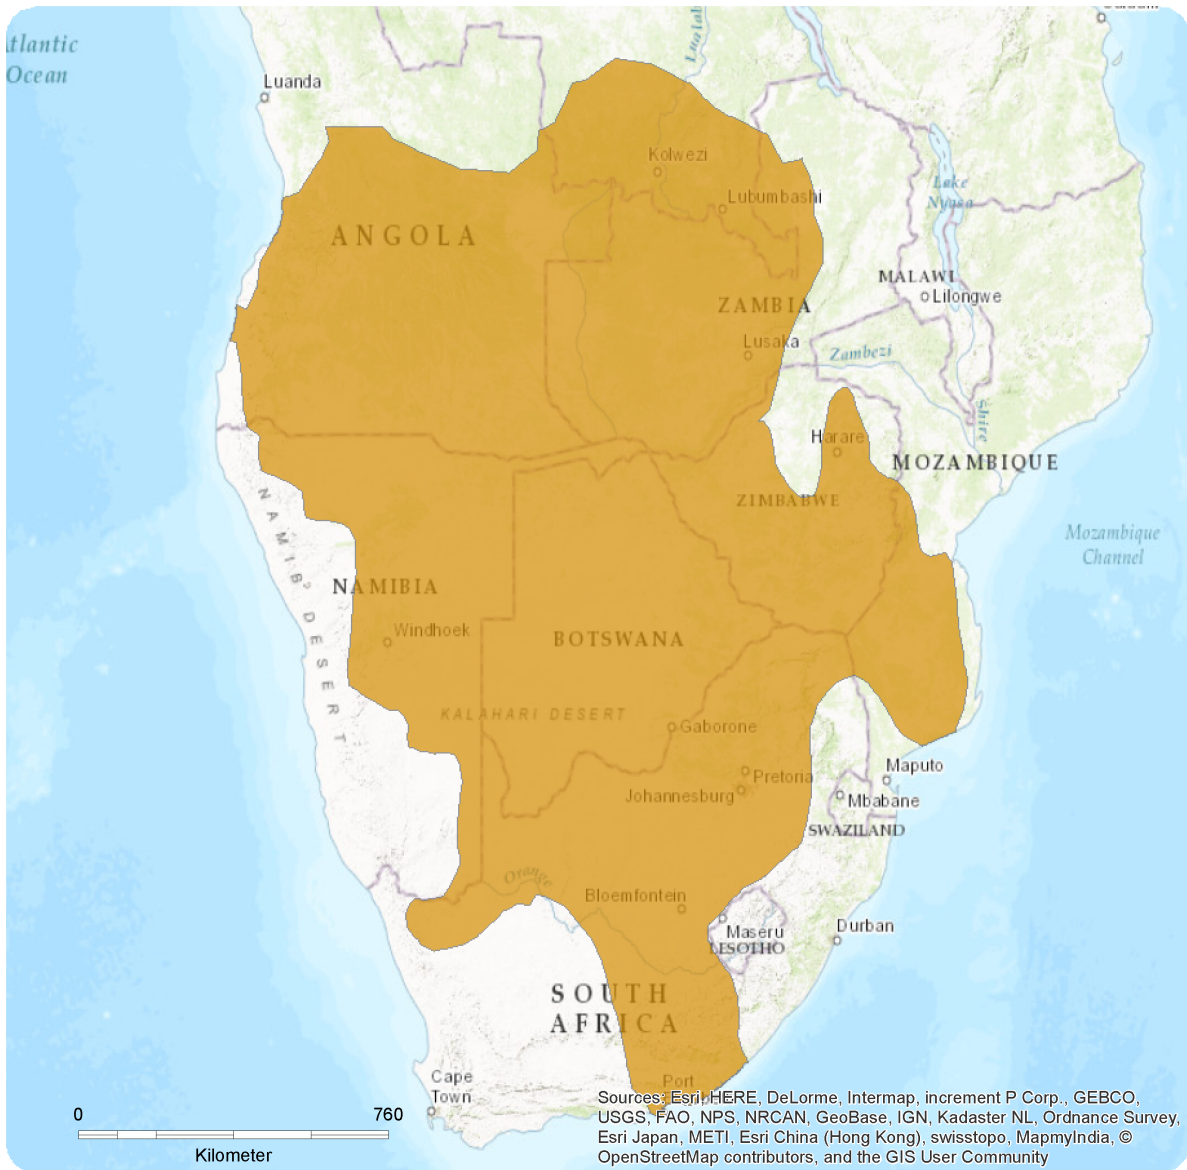 Atlantic
Ocean
Luanda
Lualab
Kolwezi
Lubumbashi
ANGOLA
Lake
Nyasa
MALAWI
Lilongwe
ZAMBIA
Lusaka
Zambezi
Shire
Harare
MOZAMBIQUE
ZIMBABWE
NAMIB DESERT
Mozambique
Channel
NAMIBIA
Windhoek
BOTSWANA
KALAHARI DESERT
Gaborone
Pretoria
Johannesburg
Maputo
Mbabane
SWAZILAND
Orange
Bloemfontein
Maseru
LESOTHO
Durban
SOUTH
AFRICA
Cape
Town
Port
0 760
Kilometer
Sources: Esri, HERE, DeLorme, Intermap, increment P Corp., GEBCO,
USGS, FAO, NPS, NRCAN, GeoBase, IGN, Kadaster NL, Ordnance Survey,
Esri Japan, METI, Esri China (Hong Kong), swisstopo, MapmyIndia, ©
OpenStreetMap contributors, and the GIS User Community